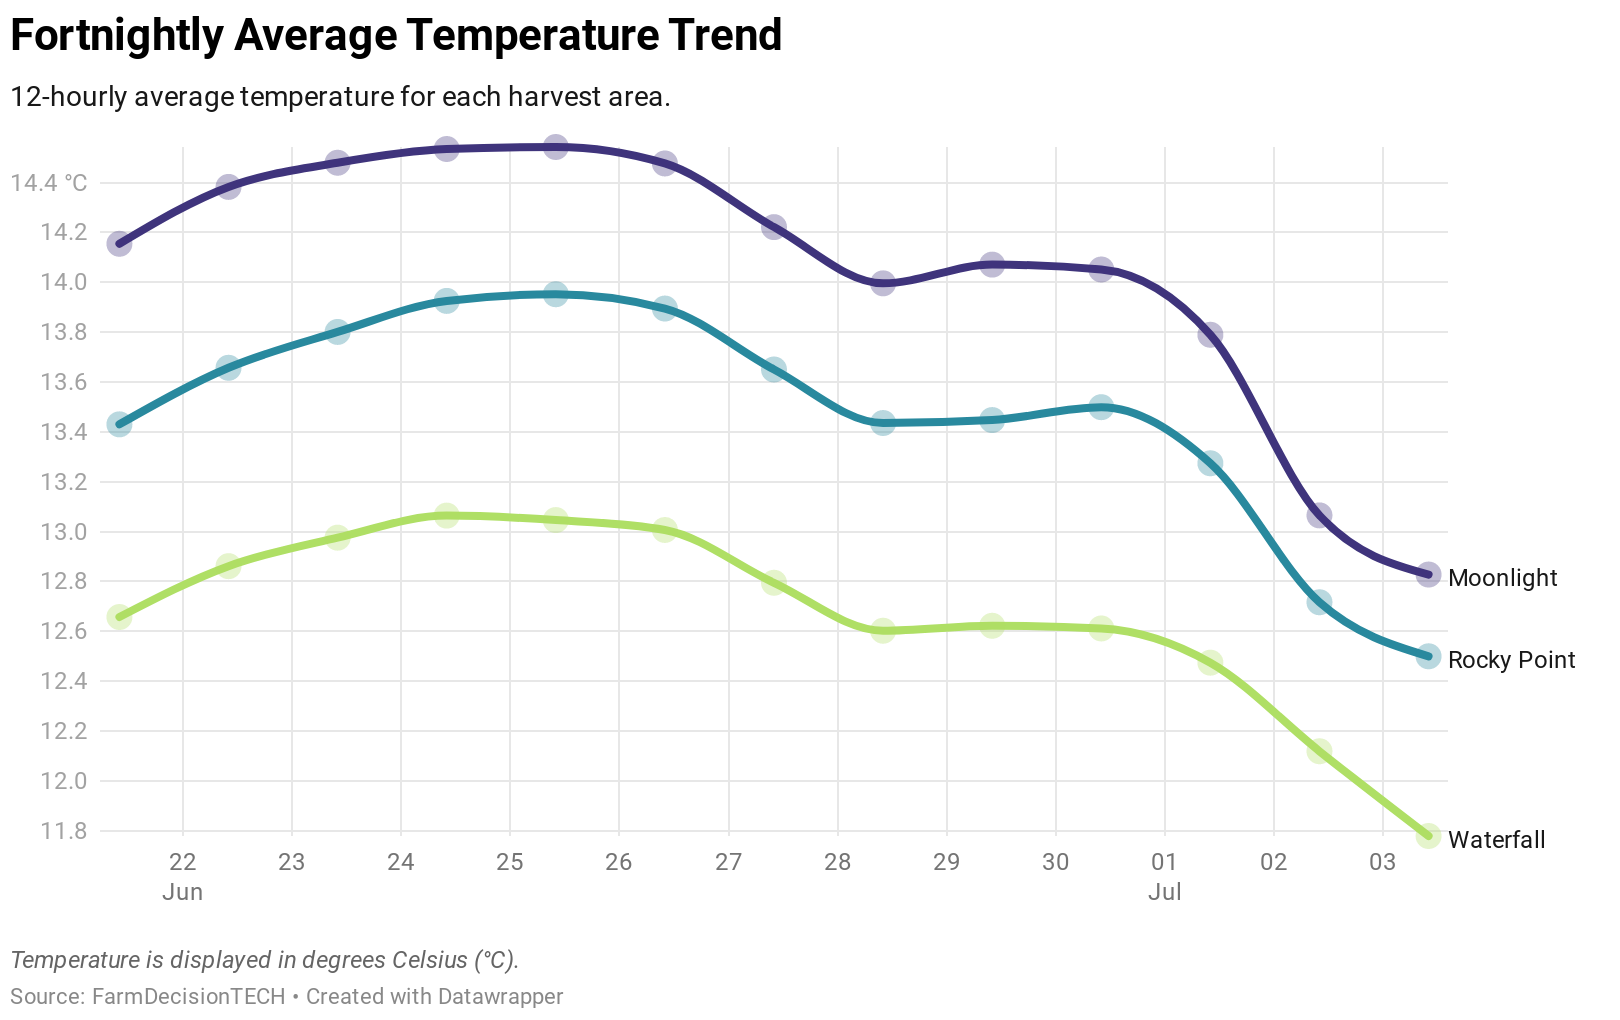 Fortnightly Average Temperature Trend
12-hourly average temperature for each harvest area.
14.4 °C
14.2
14.0
13.8
13.6
13.4
13.2
13.0
12.8
12.6
12.4
12.2
12.0
11.8
Moonlight
Rocky Point
Waterfall
22 23 24 25 26 27 28 29 30 01 02 03
Jun Jul
Temperature is displayed in degrees Celsius (°C).
Source: FarmDecisionTECH • Created with Datawrapper